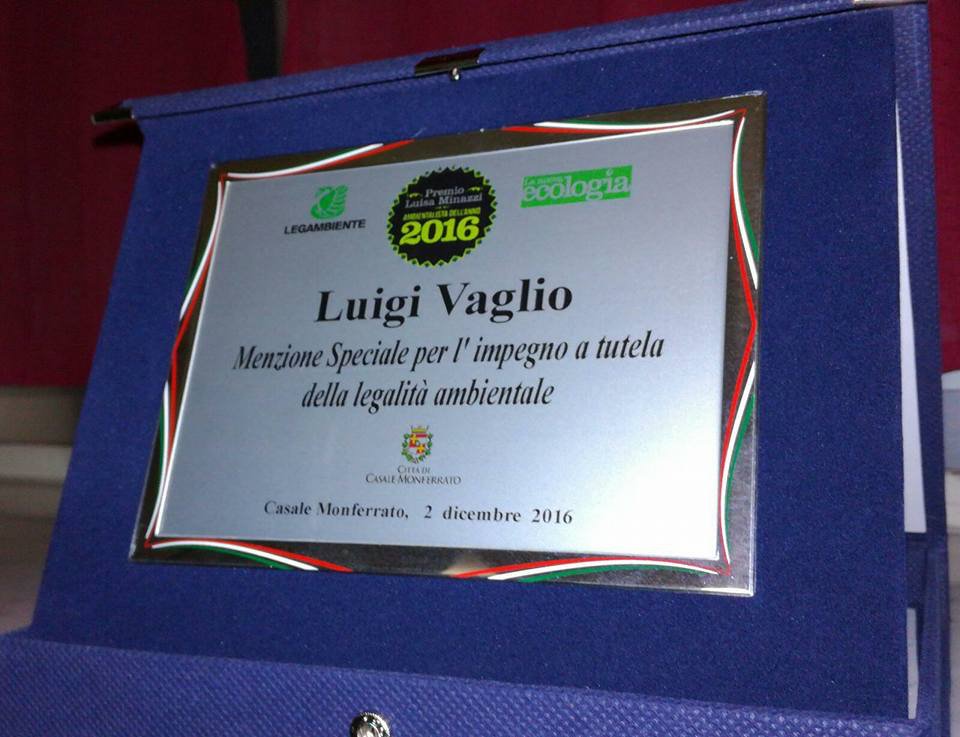 LEGAMBIENTE
Premio
Luisa Minazzi
AMBIENTALISTA DELL'ANNO
2016
La nuova
ecologia
Luigi Vaglio
Menzione Speciale per l' impegno a tutela
della legalità ambientale
CITTÀ DI
CASALE MONFERRATO
Casale Monferrato, 2 dicembre 2016